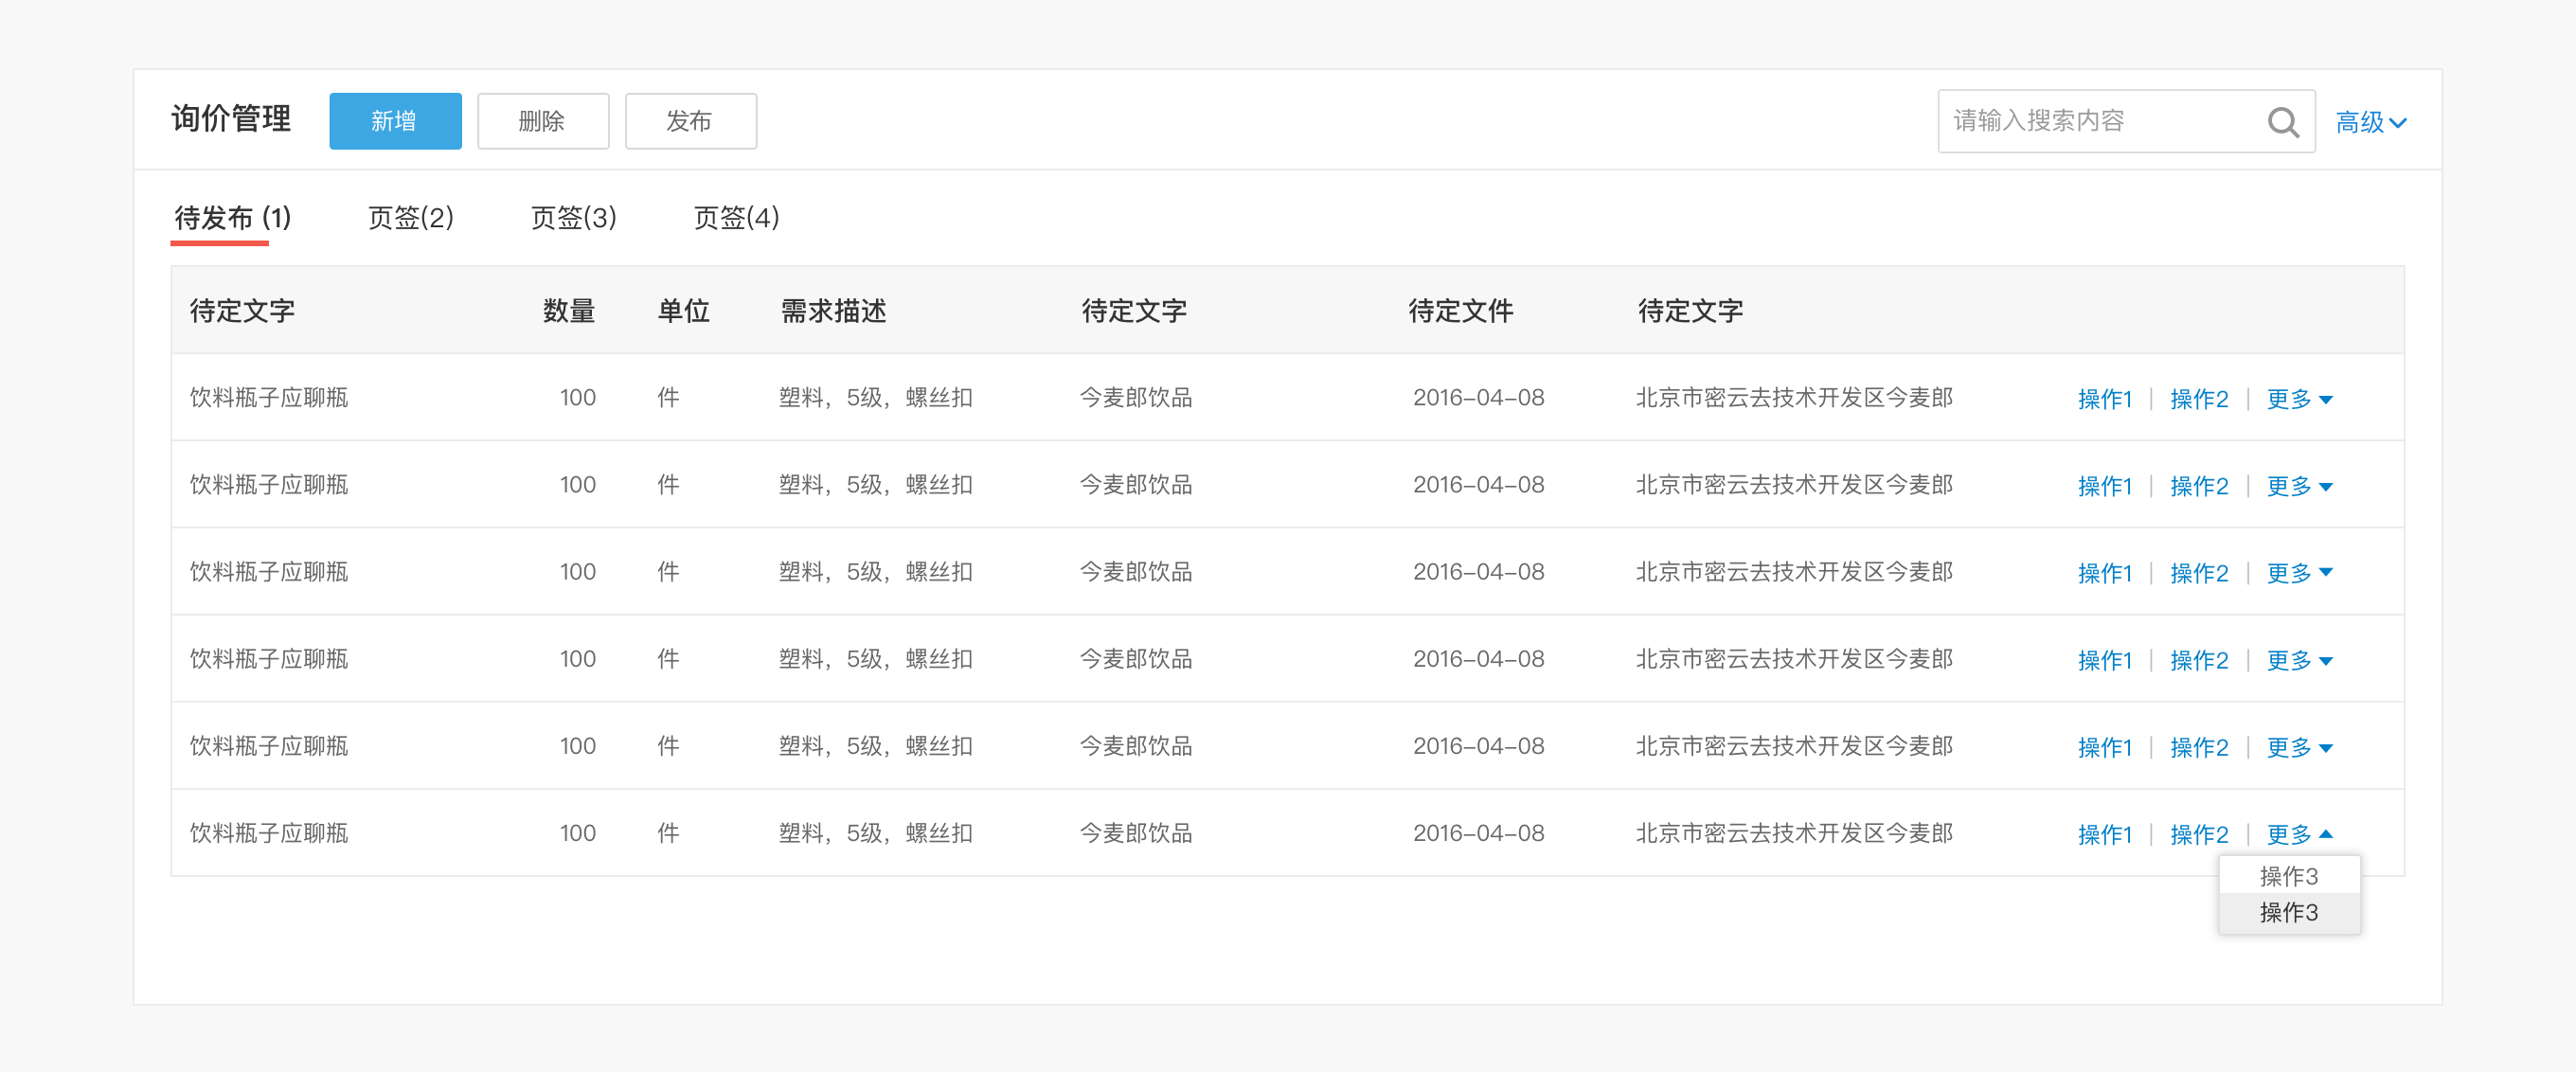 询价管理 新增 删除 发布 请输入搜索内容 高级
待发布 (1) 页签(2) 页签(3) 页签(4)
待定文字 数量 单位 需求描述 待定文字 待定文件 待定文字
饮料瓶子应聊瓶 100 件 塑料，5级，螺丝扣 今麦郎饮品 2016-04-08 北京市密云去技术开发区今麦郎 操作1 | 操作2 | 更多
饮料瓶子应聊瓶 100 件 塑料，5级，螺丝扣 今麦郎饮品 2016-04-08 北京市密云去技术开发区今麦郎 操作1 | 操作2 | 更多
饮料瓶子应聊瓶 100 件 塑料，5级，螺丝扣 今麦郎饮品 2016-04-08 北京市密云去技术开发区今麦郎 操作1 | 操作2 | 更多
饮料瓶子应聊瓶 100 件 塑料，5级，螺丝扣 今麦郎饮品 2016-04-08 北京市密云去技术开发区今麦郎 操作1 | 操作2 | 更多
饮料瓶子应聊瓶 100 件 塑料，5级，螺丝扣 今麦郎饮品 2016-04-08 北京市密云去技术开发区今麦郎 操作1 | 操作2 | 更多
饮料瓶子应聊瓶 100 件 塑料，5级，螺丝扣 今麦郎饮品 2016-04-08 北京市密云去技术开发区今麦郎 操作1 | 操作2 | 更多
操作3
操作3